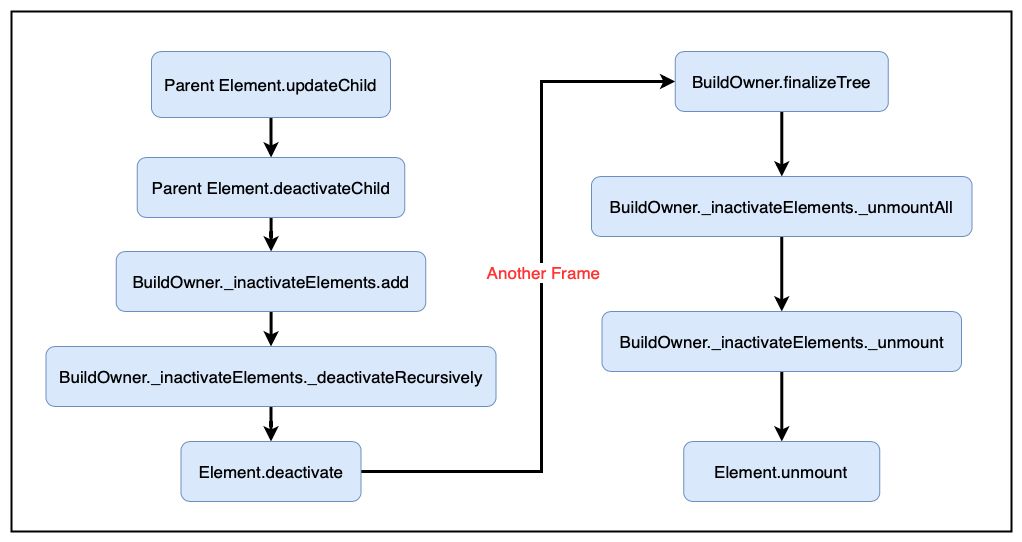 Parent Element.updateChild
Parent Element.deactivateChild
BuildOwner._inactivateElements.add
BuildOwner._inactivateElements._deactivateRecursively
Element.deactivate
Another Frame
BuildOwner.finalizeTree
BuildOwner._inactivateElements._unmountAll
BuildOwner._inactivateElements._unmount
Element.unmount